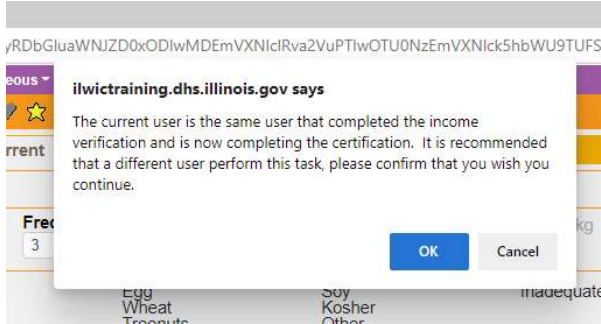 eous
ilwictraining.dhs.illinois.gov says
The current user is the same user that completed the income
verification and is now completing the certification.  It is recommended
that a different user perform this task, please confirm that you wish you
continue.
rrent
Freq
3
kg
OK Cancel
Egg Soy Inadequate
Wheat Kosher
Treenuts Other